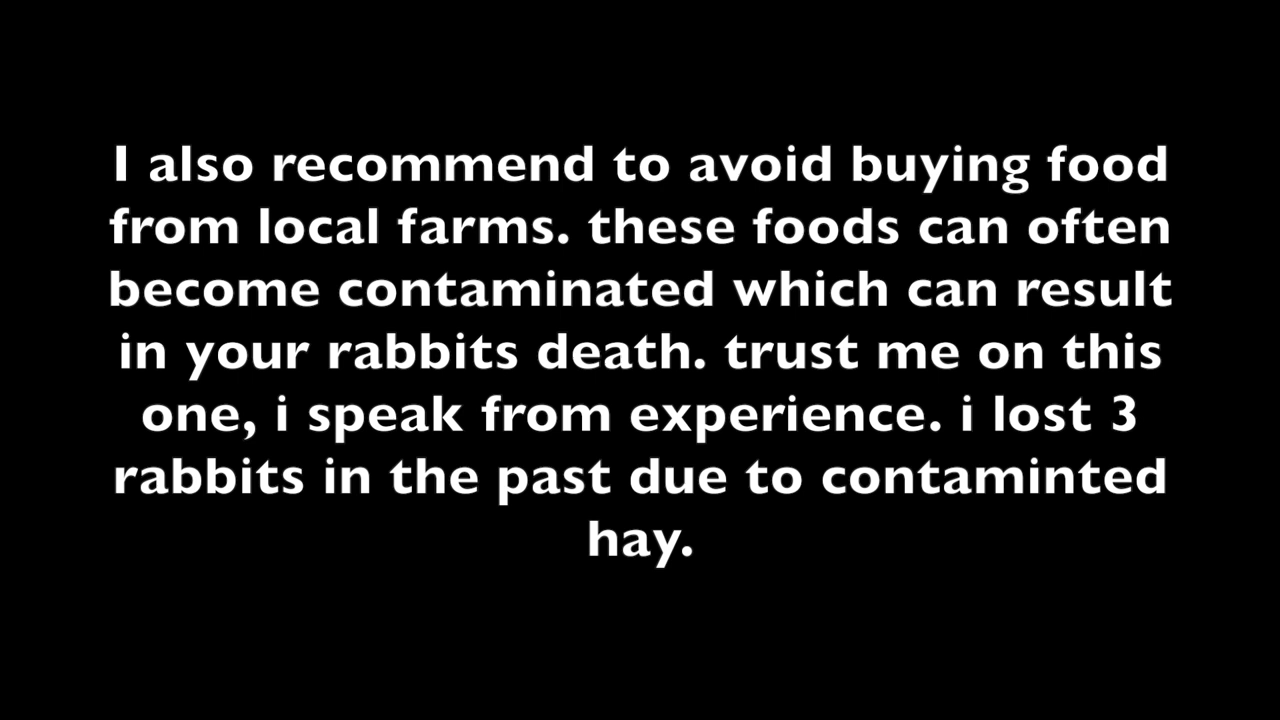 I also recommend to avoid buying food
from local farms. these foods can often
become contaminated which can result
in your rabbits death. trust me on this
one, i speak from experience. i lost 3
rabbits in the past due to contaminted
hay.